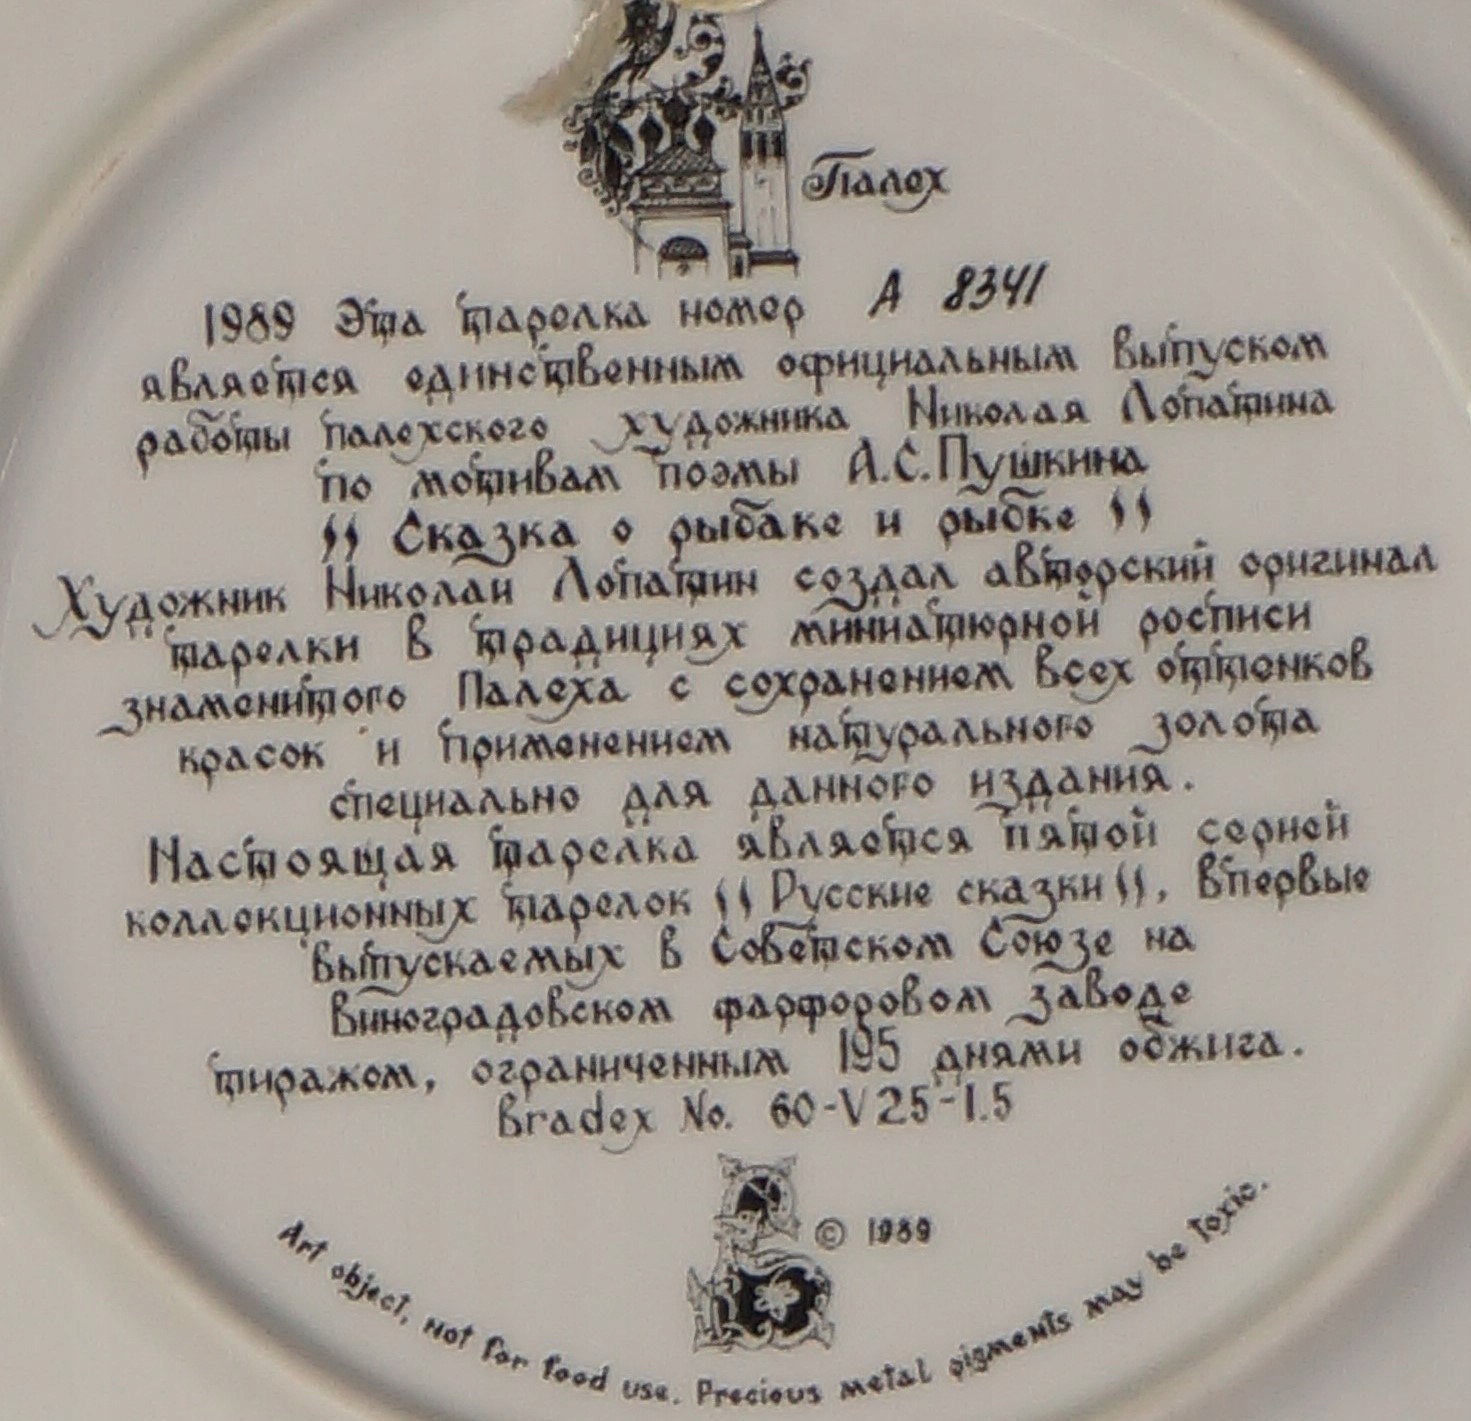 Палех
1989 Эта тарелка номер А 8341
является единственным официальным выпуском
работы палехского художника Николая Лопатина
по мотивам поэмы А.С.Пушкина
"Сказка о рыбаке и рыбке"
Художник Николай Лопатин создал авторский оригинал
тарелки в традициях миниатюрной росписи
знаменитого Палеха с сохранением всех оттенков
красок и применением натурального золота
специально для данного издания.
Настоящая тарелка является пятой серией
коллекционных тарелок "Русские сказки", впервые
выпускаемых в Советском Союзе на
Виноградовском фарфоровом заводе
тиражом, ограниченным 195 днями обжига.
Bradex No. 60-V25-1.5
© 1989
Art object, not for food use. Precious metal pigments may be toxic.